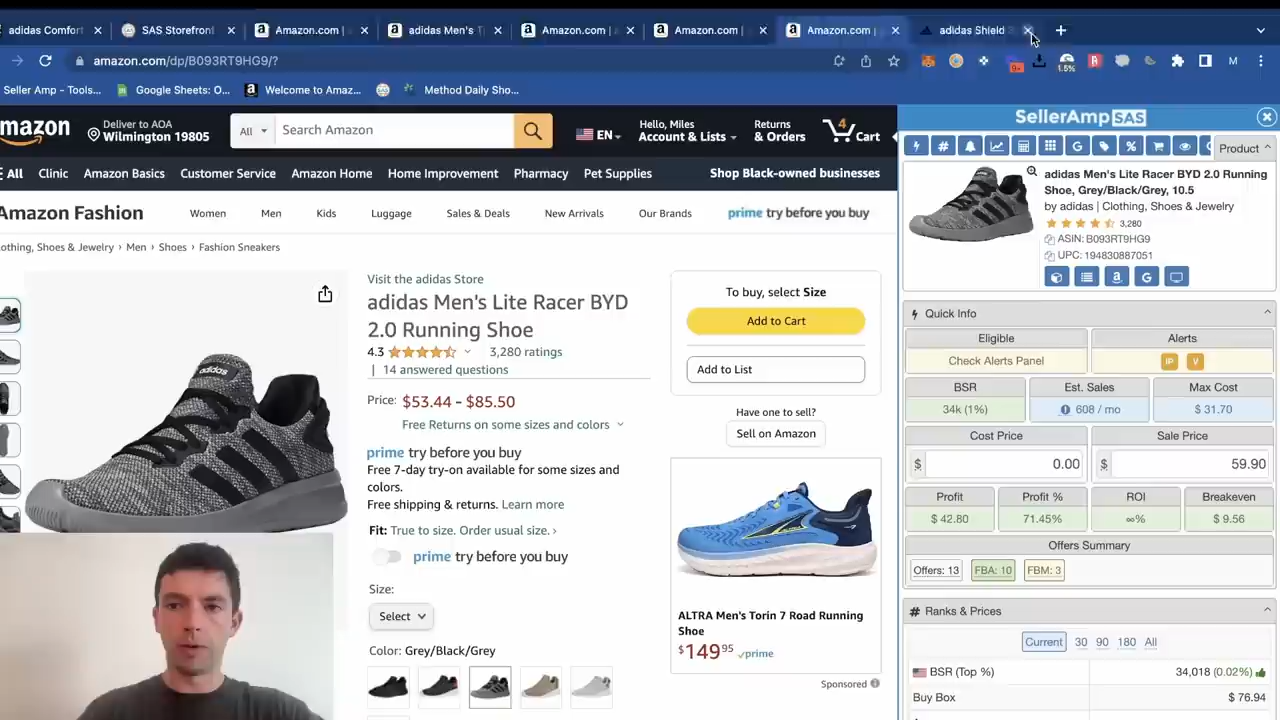 adidas Comfort
SAS Storefront
Amazon.com |
adidas Men's T
Amazon.com |
Amazon.com |
Amazon.com |
adidas Shield
amazon.com/dp/B093RT9HG9/?
9+
1.5%
M
Seller Amp - Tools...
Google Sheets: O...
Welcome to Amaz...
Method Daily Sho...
mazon
Deliver to AOA
Wilmington 19805
All
Search Amazon
EN
Hello, Miles
Account & Lists
Returns
& Orders
4
Cart
All
Clinic
Amazon Basics
Customer Service
Amazon Home
Home Improvement
Pharmacy
Pet Supplies
Shop Black-owned businesses
Amazon Fashion
Women
Men
Kids
Luggage
Sales & Deals
New Arrivals
Our Brands
prime try before you buy
lothing, Shoes & Jewelry › Men › Shoes › Fashion Sneakers
adidas
Visit the adidas Store
adidas Men's Lite Racer BYD
2.0 Running Shoe
4.3
3,280 ratings
| 14 answered questions
Price: $53.44 - $85.50
Free Returns on some sizes and colors
prime try before you buy
Free 7-day try-on available for some sizes and
colors.
Free shipping & returns. Learn more
Fit: True to size. Order usual size. ›
prime try before you buy
Size:
Select
Color: Grey/Black/Grey
To buy, select Size
Add to Cart
Add to List
Have one to sell?
Sell on Amazon
ALTRA Men's Torin 7 Road Running
Shoe
$149 95 prime
Sponsored
SellerAmp SAS
Product
adidas Men's Lite Racer BYD 2.0 Running
Shoe, Grey/Black/Grey, 10.5
by adidas | Clothing, Shoes & Jewelry
3,280
ASIN: B093RT9HG9
UPC: 194830887051
Quick Info
Eligible
Alerts
Check Alerts Panel
IP
V
BSR
Est. Sales
Max Cost
34k (1%)
608 / mo
$ 31.70
Cost Price
Sale Price
$
0.00
$
59.90
Profit
Profit %
ROI
Breakeven
$ 42.80
71.45%
∞%
$ 9.56
Offers Summary
Offers: 13
FBA: 10
FBM: 3
Ranks & Prices
Current
30
90
180
All
BSR (Top %)
34,018 (0.02%)
Buy Box
$ 76.94